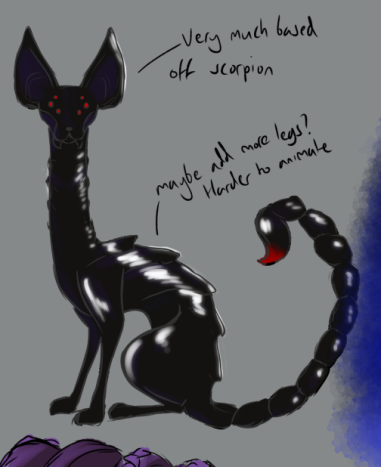 Very much based
off scorpion
maybe add more legs?
Harder to animate